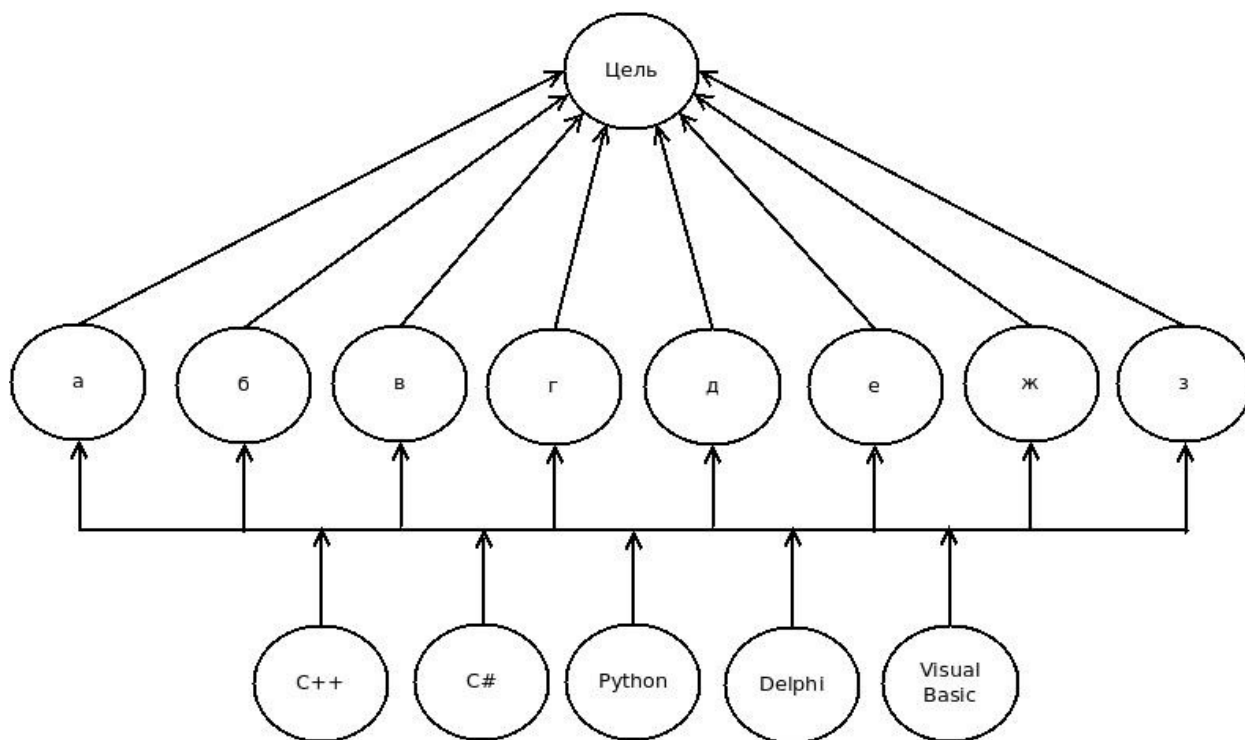 Цель
а
б
в
г
д
е
ж
з
C++
C#
Python
Delphi
Visual
Basic